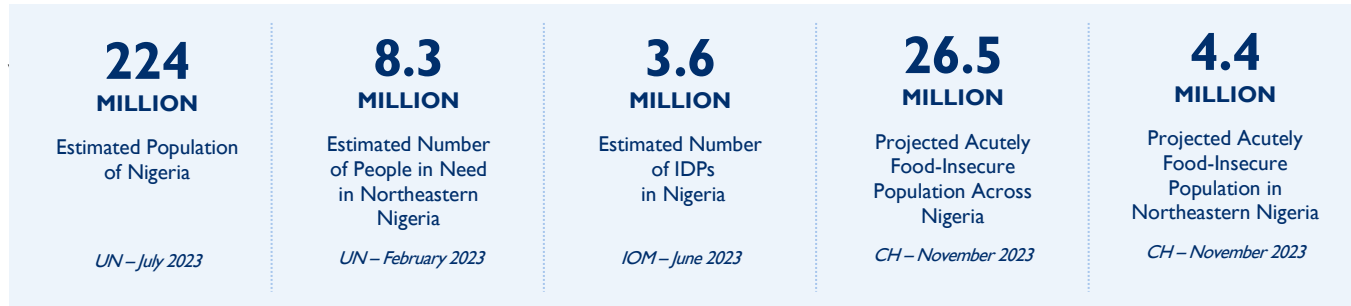 224
MILLION
Estimated Population
of Nigeria
UN – July 2023
8.3
MILLION
Estimated Number
of People in Need
in Northeastern
Nigeria
UN – February 2023
3.6
MILLION
Estimated Number
of IDPs
in Nigeria
IOM – June 2023
26.5
MILLION
Projected Acutely
Food-Insecure
Population Across
Nigeria
CH – November 2023
4.4
MILLION
Projected Acutely
Food-Insecure
Population in
Northeastern Nigeria
CH – November 2023